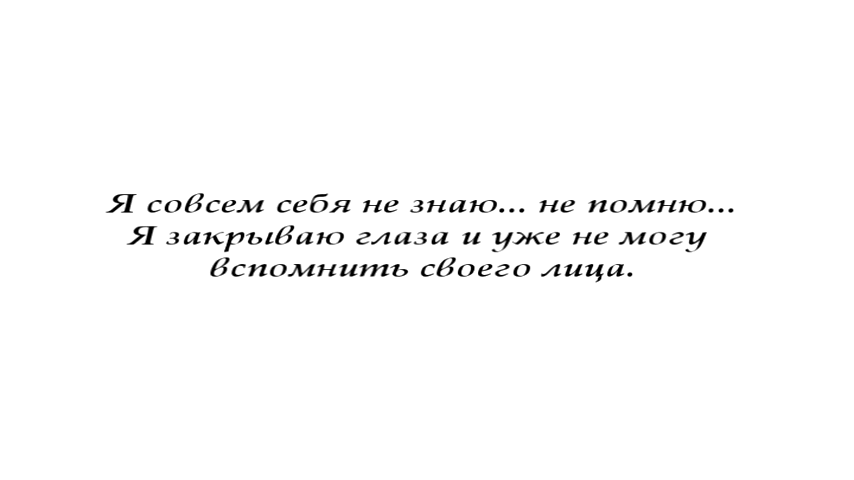 Я совсем себя не знаю... не помню...
Я закрываю глаза и уже не могу
вспомнить своего лица.